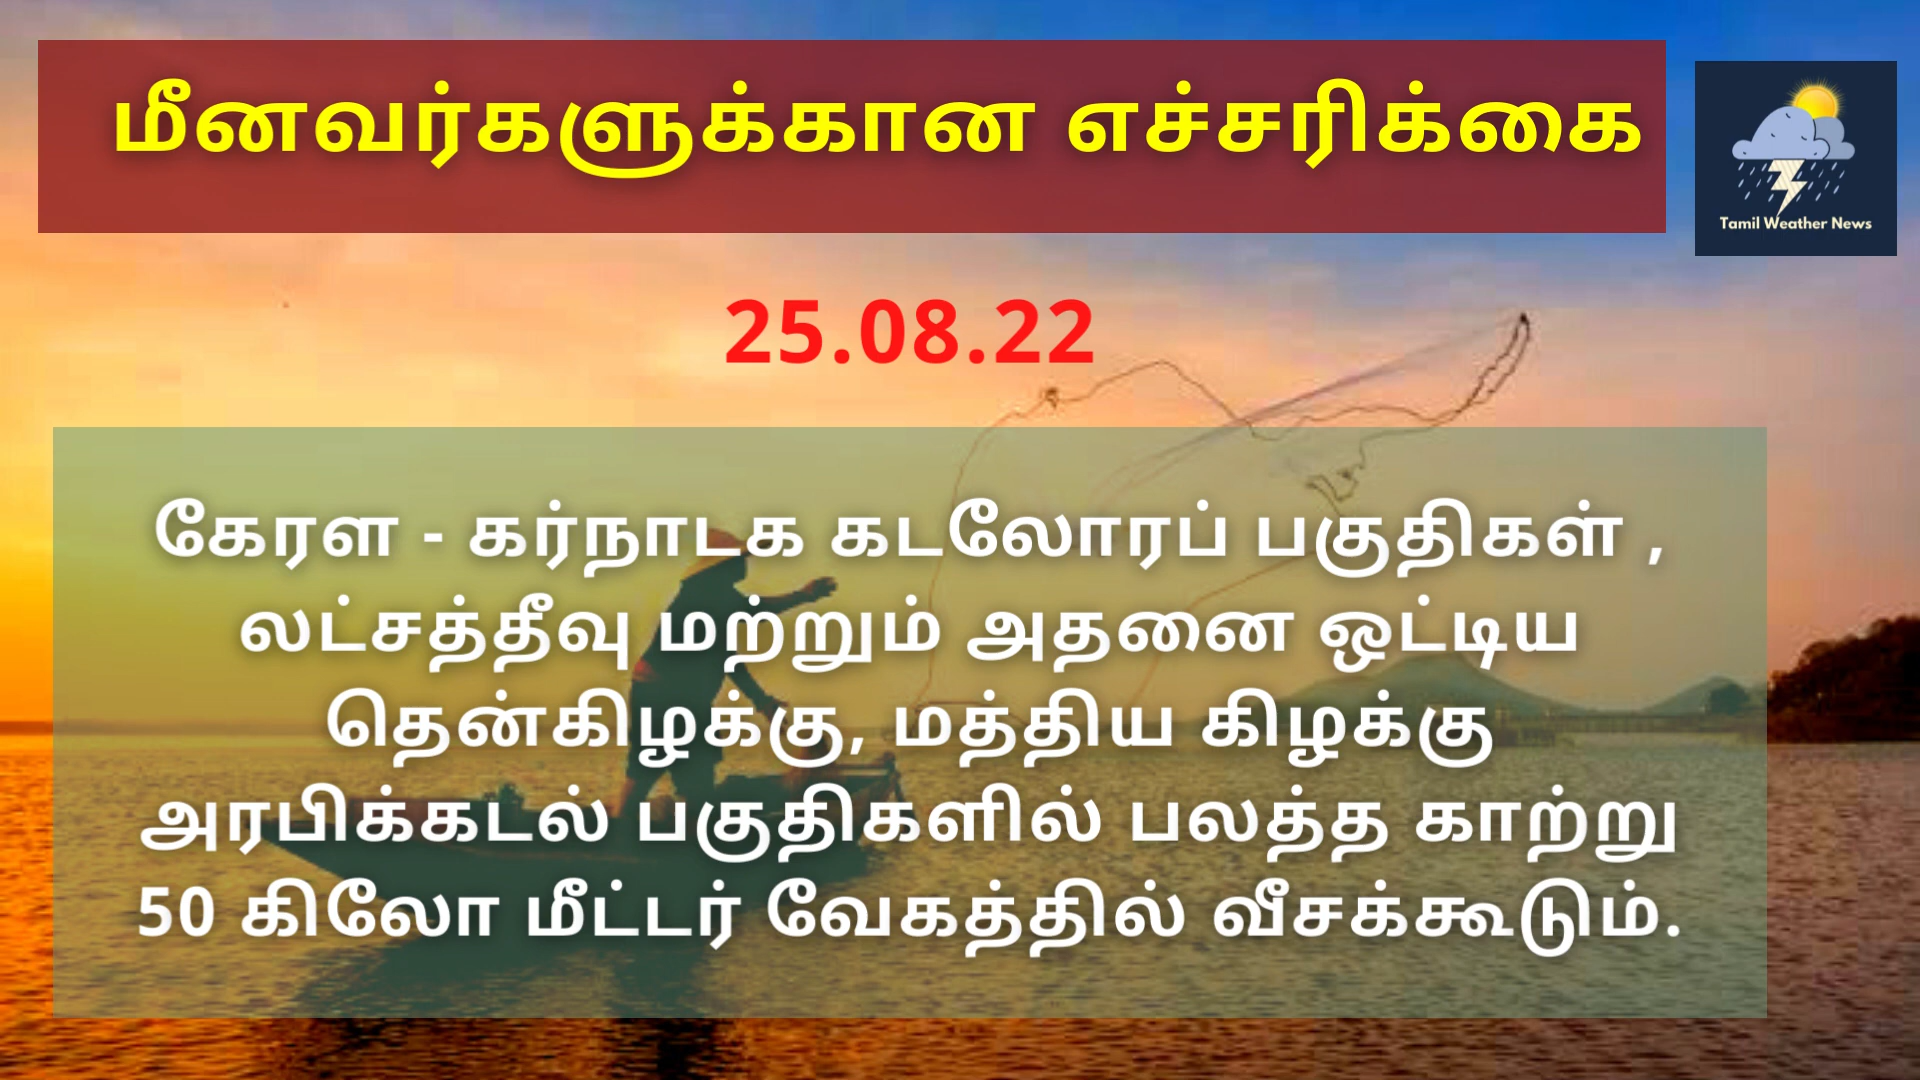 மீனவர்களுக்கான எச்சரிக்கை
Tamil Weather News
25.08.22
கேரள - கர்நாடக கடலோரப் பகுதிகள் ,
லட்சத்தீவு மற்றும் அதனை ஒட்டிய
தென்கிழக்கு, மத்திய கிழக்கு
அரபிக்கடல் பகுதிகளில் பலத்த காற்று
50 கிலோ மீட்டர் வேகத்தில் வீசக்கூடும்.